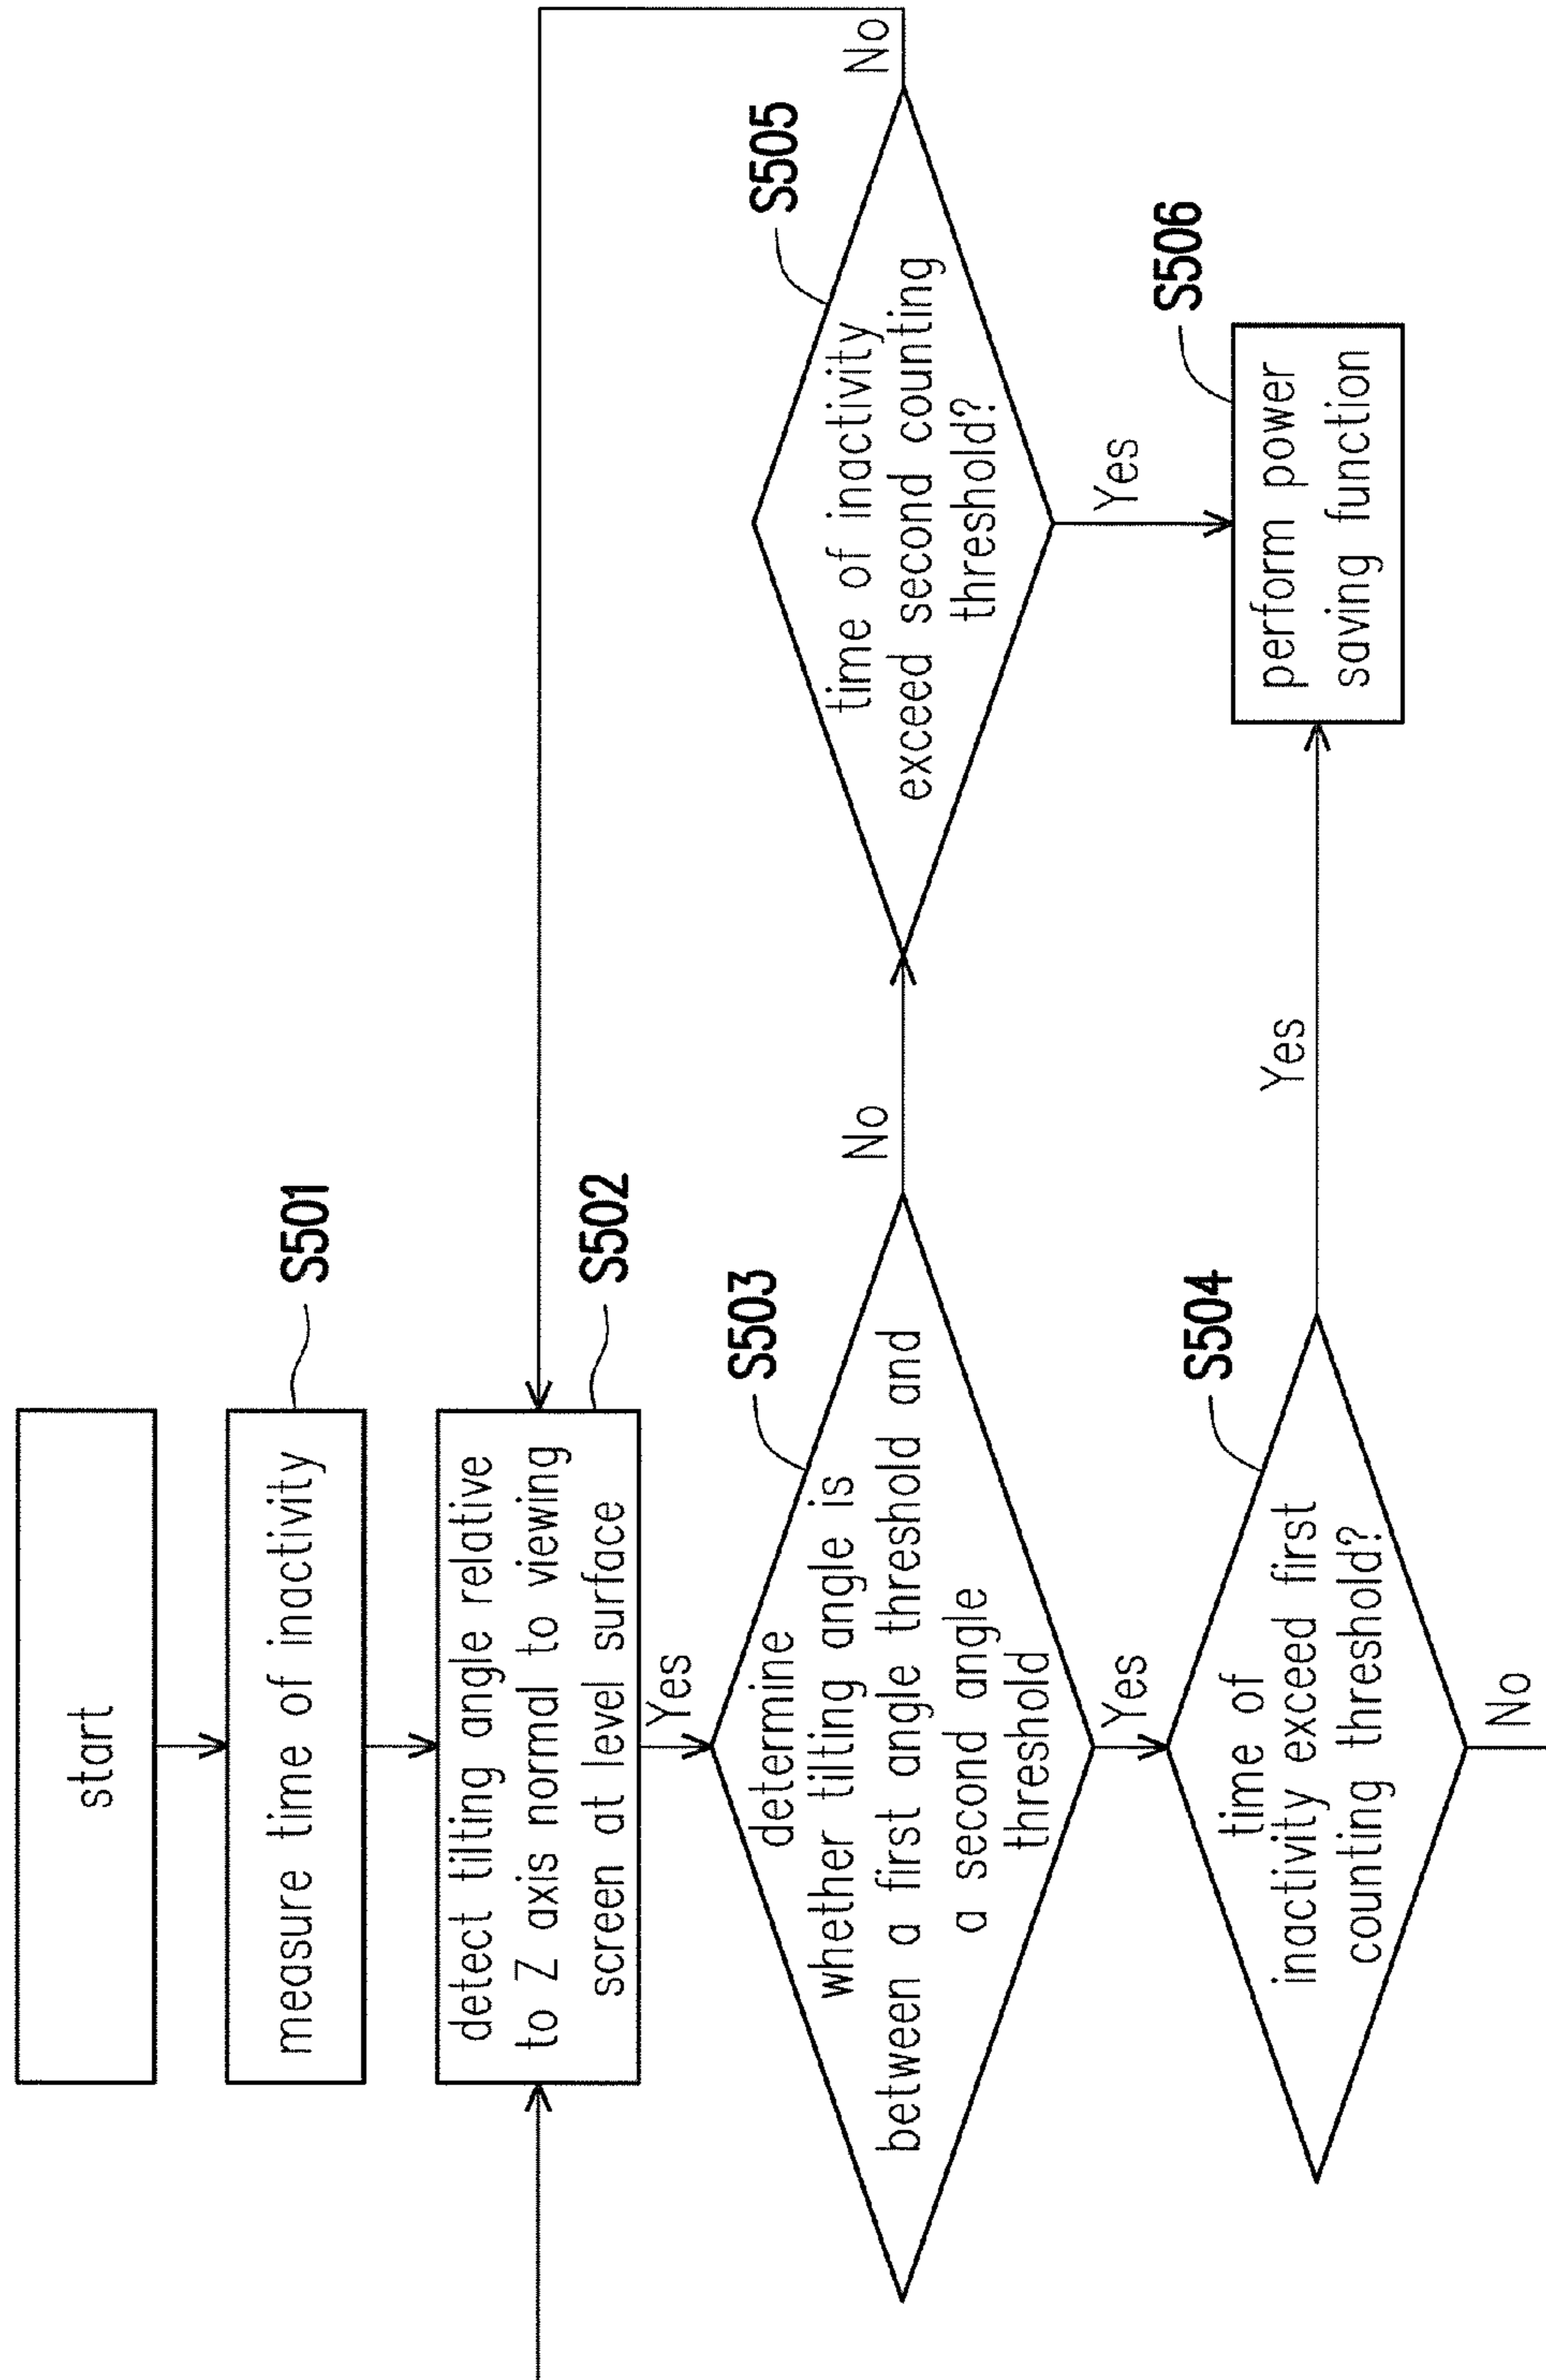 start
measure time of inactivity
S501
detect tilting angle relative
to Z axis normal to viewing
screen at level surface
S502
Yes
determine
whether tilting angle is
between a first angle threshold and
a second angle
threshold
S503
No
time of inactivity
exceed second counting
threshold?
S505
No
Yes
Yes
time of
inactivity exceed first
counting threshold?
S504
Yes
perform power
saving function
S506
No